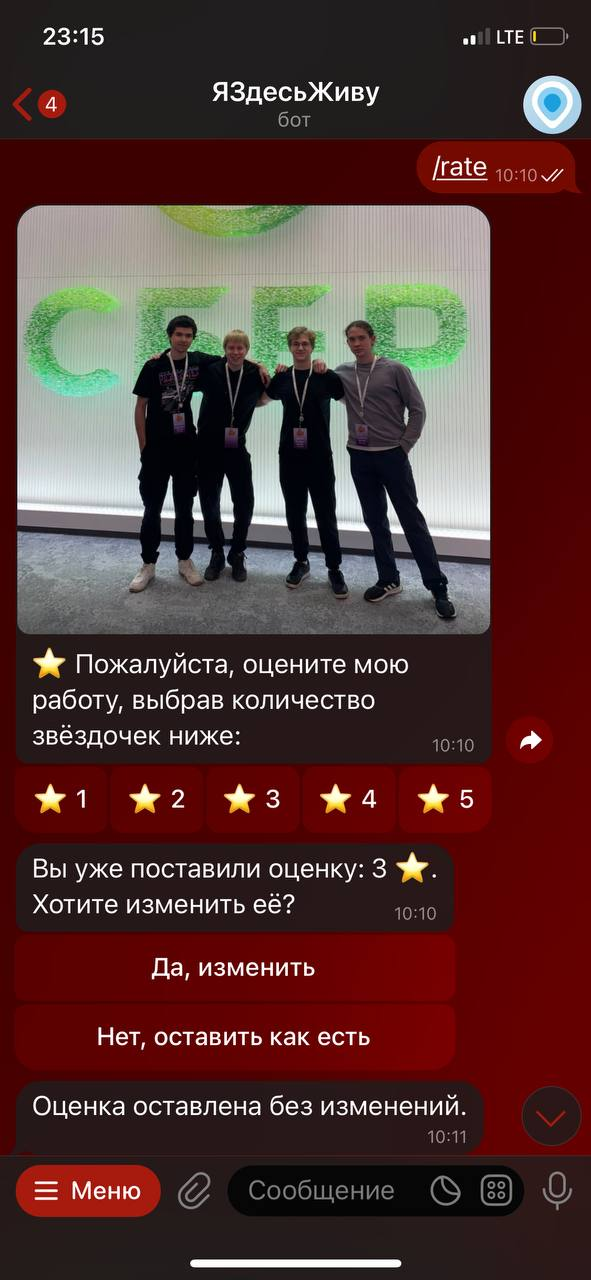 23:15
LTE
4
ЯЗдесьЖиву
бот
/rate 10:10
СБЕР
⭐ Пожалуйста, оцените мою
работу, выбрав количество
звёздочек ниже:
10:10
⭐ 1 ⭐ 2 ⭐ 3 ⭐ 4 ⭐ 5
Вы уже поставили оценку: 3 ⭐.
Хотите изменить её?
10:10
Да, изменить
Нет, оставить как есть
Оценка оставлена без изменений.
10:11
Меню
Сообщение